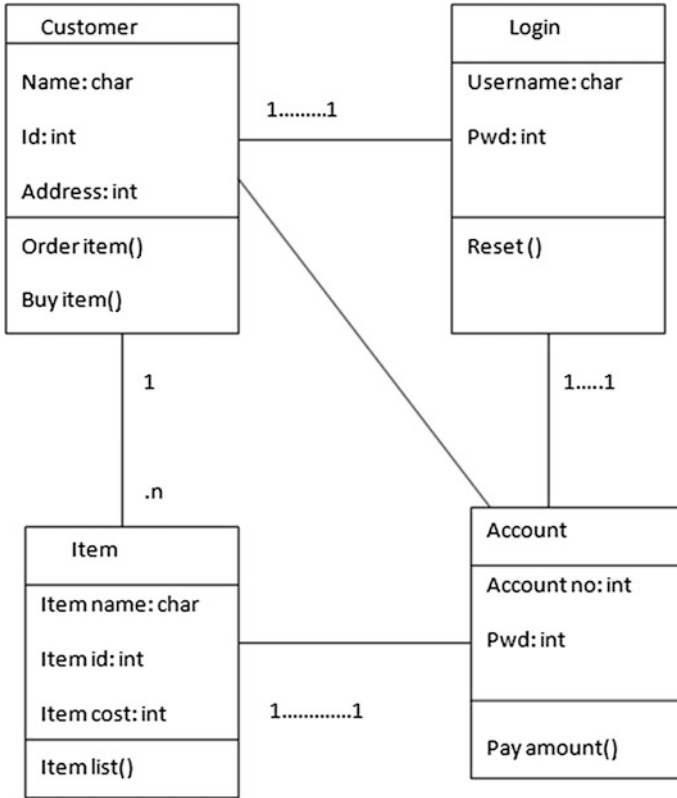 Customer
Name: char
Id: int
Address: int
Order item()
Buy item()
1.........1
Login
Username: char
Pwd: int
Reset ()
1
.n
1.....1
Item
Item name: char
Item id: int
Item cost: int
Item list()
1.............1
Account
Account no: int
Pwd: int
Pay amount()